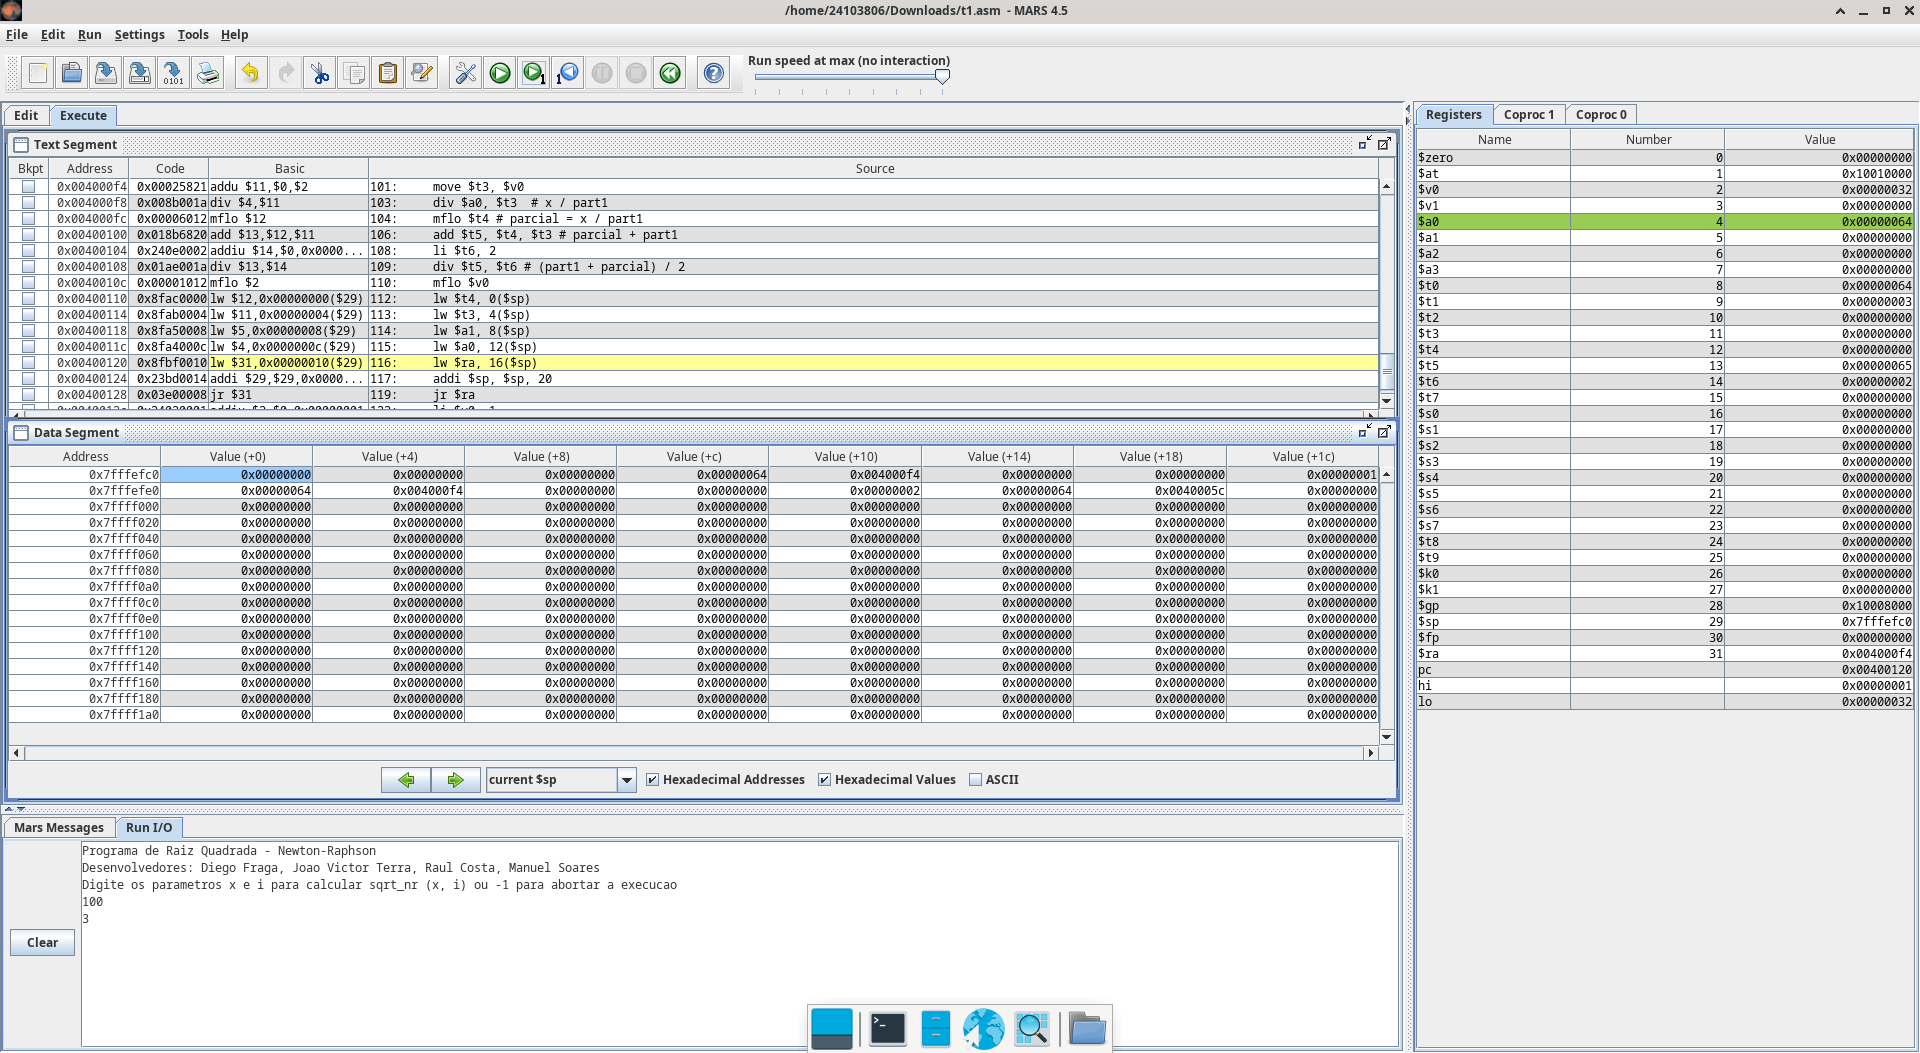 /home/24103806/Downloads/t1.asm - MARS 4.5
File Edit Run Settings Tools Help
Run speed at max (no interaction)
Edit Execute
Text Segment
Bkpt Address Code Basic Source
0x004000f4 0x00025821 addu $11,$0,$2 101: move $t3, $v0
0x004000f8 0x008b001a div $4,$11 103: div $a0, $t3 # x / part1
0x004000fc 0x00006012 mflo $12 104: mflo $t4 # parcial = x / part1
0x00400100 0x018b6820 add $13,$12,$11 106: add $t5, $t4, $t3 # parcial + part1
0x00400104 0x240e0002 addiu $14,$0,0x0000... 108: li $t6, 2
0x00400108 0x01ae001a div $13,$14 109: div $t5, $t6 # (part1 + parcial) / 2
0x0040010c 0x00001012 mflo $2 110: mflo $v0
0x00400110 0x8fac0000 lw $12,0x00000000($29) 112: lw $t4, 0($sp)
0x00400114 0x8fab0004 lw $11,0x00000004($29) 113: lw $t3, 4($sp)
0x00400118 0x8fa50008 lw $5,0x00000008($29) 114: lw $a1, 8($sp)
0x0040011c 0x8fa4000c lw $4,0x0000000c($29) 115: lw $a0, 12($sp)
0x00400120 0x8fbf0010 lw $31,0x00000010($29) 116: lw $ra, 16($sp)
0x00400124 0x23bd0014 addi $29,$29,0x0000... 117: addi $sp, $sp, 20
0x00400128 0x03e00008 jr $31 119: jr $ra
Data Segment
Address Value (+0) Value (+4) Value (+8) Value (+c) Value (+10) Value (+14) Value (+18) Value (+1c)
0x7fffefc0 0x00000000 0x00000000 0x00000000 0x00000064 0x004000f4 0x00000000 0x00000000 0x00000001
0x7fffefe0 0x00000064 0x004000f4 0x00000000 0x00000002 0x00000064 0x0040005c 0x00000000
0x7ffff000 0x00000000 0x00000000 0x00000000 0x00000000 0x00000000 0x00000000 0x00000000 0x00000000
0x7ffff020 0x00000000 0x00000000 0x00000000 0x00000000 0x00000000 0x00000000 0x00000000 0x00000000
0x7ffff040 0x00000000 0x00000000 0x00000000 0x00000000 0x00000000 0x00000000 0x00000000 0x00000000
0x7ffff060 0x00000000 0x00000000 0x00000000 0x00000000 0x00000000 0x00000000 0x00000000 0x00000000
0x7ffff080 0x00000000 0x00000000 0x00000000 0x00000000 0x00000000 0x00000000 0x00000000 0x00000000
0x7ffff0a0 0x00000000 0x00000000 0x00000000 0x00000000 0x00000000 0x00000000 0x00000000 0x00000000
0x7ffff0c0 0x00000000 0x00000000 0x00000000 0x00000000 0x00000000 0x00000000 0x00000000 0x00000000
0x7ffff0e0 0x00000000 0x00000000 0x00000000 0x00000000 0x00000000 0x00000000 0x00000000 0x00000000
0x7ffff100 0x00000000 0x00000000 0x00000000 0x00000000 0x00000000 0x00000000 0x00000000 0x00000000
0x7ffff120 0x00000000 0x00000000 0x00000000 0x00000000 0x00000000 0x00000000 0x00000000 0x00000000
0x7ffff140 0x00000000 0x00000000 0x00000000 0x00000000 0x00000000 0x00000000 0x00000000 0x00000000
0x7ffff160 0x00000000 0x00000000 0x00000000 0x00000000 0x00000000 0x00000000 0x00000000 0x00000000
0x7ffff180 0x00000000 0x00000000 0x00000000 0x00000000 0x00000000 0x00000000 0x00000000 0x00000000
0x7ffff1a0 0x00000000 0x00000000 0x00000000 0x00000000 0x00000000 0x00000000 0x00000000 0x00000000
current $sp Hexadecimal Addresses Hexadecimal Values ASCII
Mars Messages Run I/O
Programa de Raiz Quadrada - Newton-Raphson
Desenvolvedores: Diego Fraga, Joao Victor Terra, Raul Costa, Manuel Soares
Digite os parametros x e i para calcular sqrt_nr (x, i) ou -1 para abortar a execucao
100
3
Clear
Registers Coproc 1 Coproc 0
Name Number Value
$zero 0 0x00000000
$at 1 0x10010000
$v0 2 0x00000032
$v1 3 0x00000000
$a0 4 0x00000064
$a1 5 0x00000000
$a2 6 0x00000000
$a3 7 0x00000000
$t0 8 0x00000064
$t1 9 0x00000003
$t2 10 0x00000000
$t3 11 0x00000000
$t4 12 0x00000000
$t5 13 0x00000065
$t6 14 0x00000002
$t7 15 0x00000000
$s0 16 0x00000000
$s1 17 0x00000000
$s2 18 0x00000000
$s3 19 0x00000000
$s4 20 0x00000000
$s5 21 0x00000000
$s6 22 0x00000000
$s7 23 0x00000000
$t8 24 0x00000000
$t9 25 0x00000000
$k0 26 0x00000000
$k1 27 0x00000000
$gp 28 0x10008000
$sp 29 0x7fffefc0
$fp 30 0x00000000
$ra 31 0x004000f4
pc 0x00400120
hi 0x00000001
lo 0x00000032